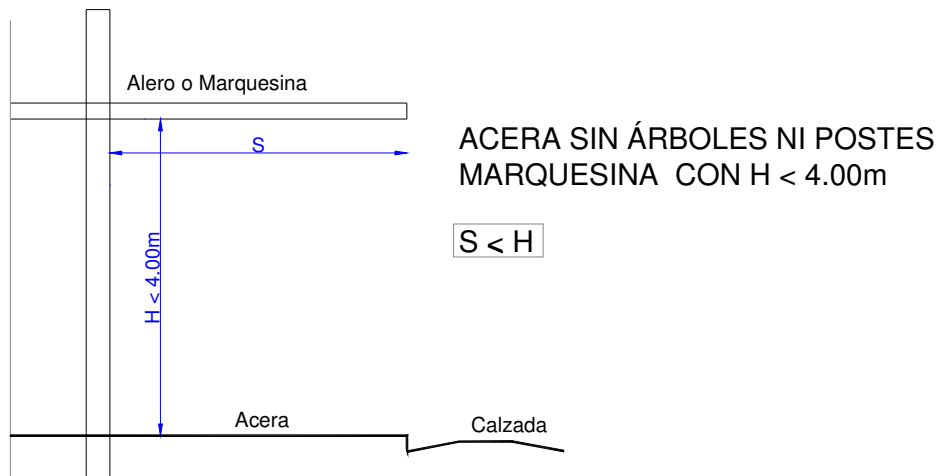 Alero o Marquesina
S
ACERA SIN ÁRBOLES NI POSTES
MARQUESINA CON H < 4.00m
S < H
H < 4.00m
Acera
Calzada